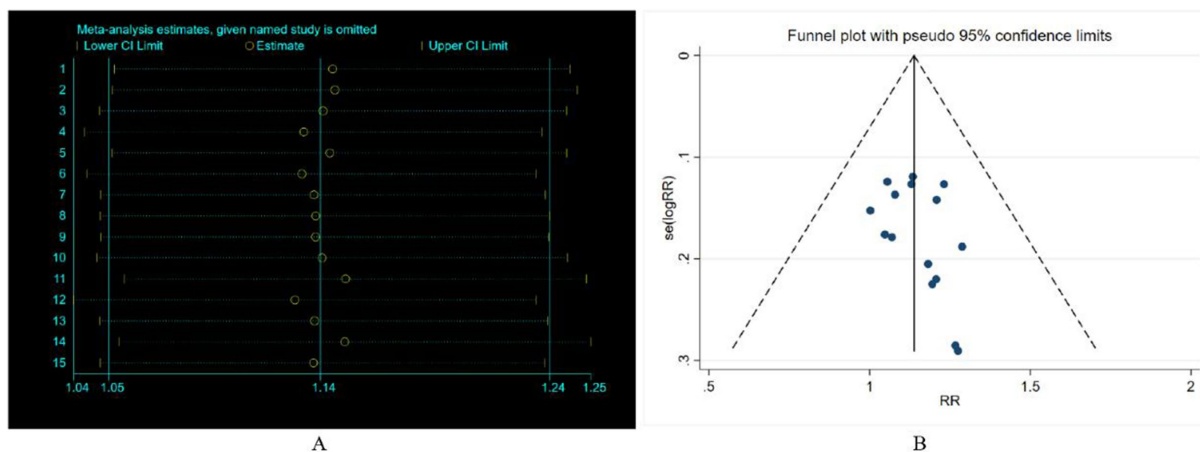 Meta-analysis estimates, given named study is omitted
| Lower CI Limit ○ Estimate | Upper CI Limit
1
2
3
4
5
6
7
8
9
10
11
12
13
14
15
1.04 1.05 1.14 1.24 1.25
A
Funnel plot with pseudo 95% confidence limits
se(logRR)
0
.1
.2
.3
.5 1 1.5 2
RR
B